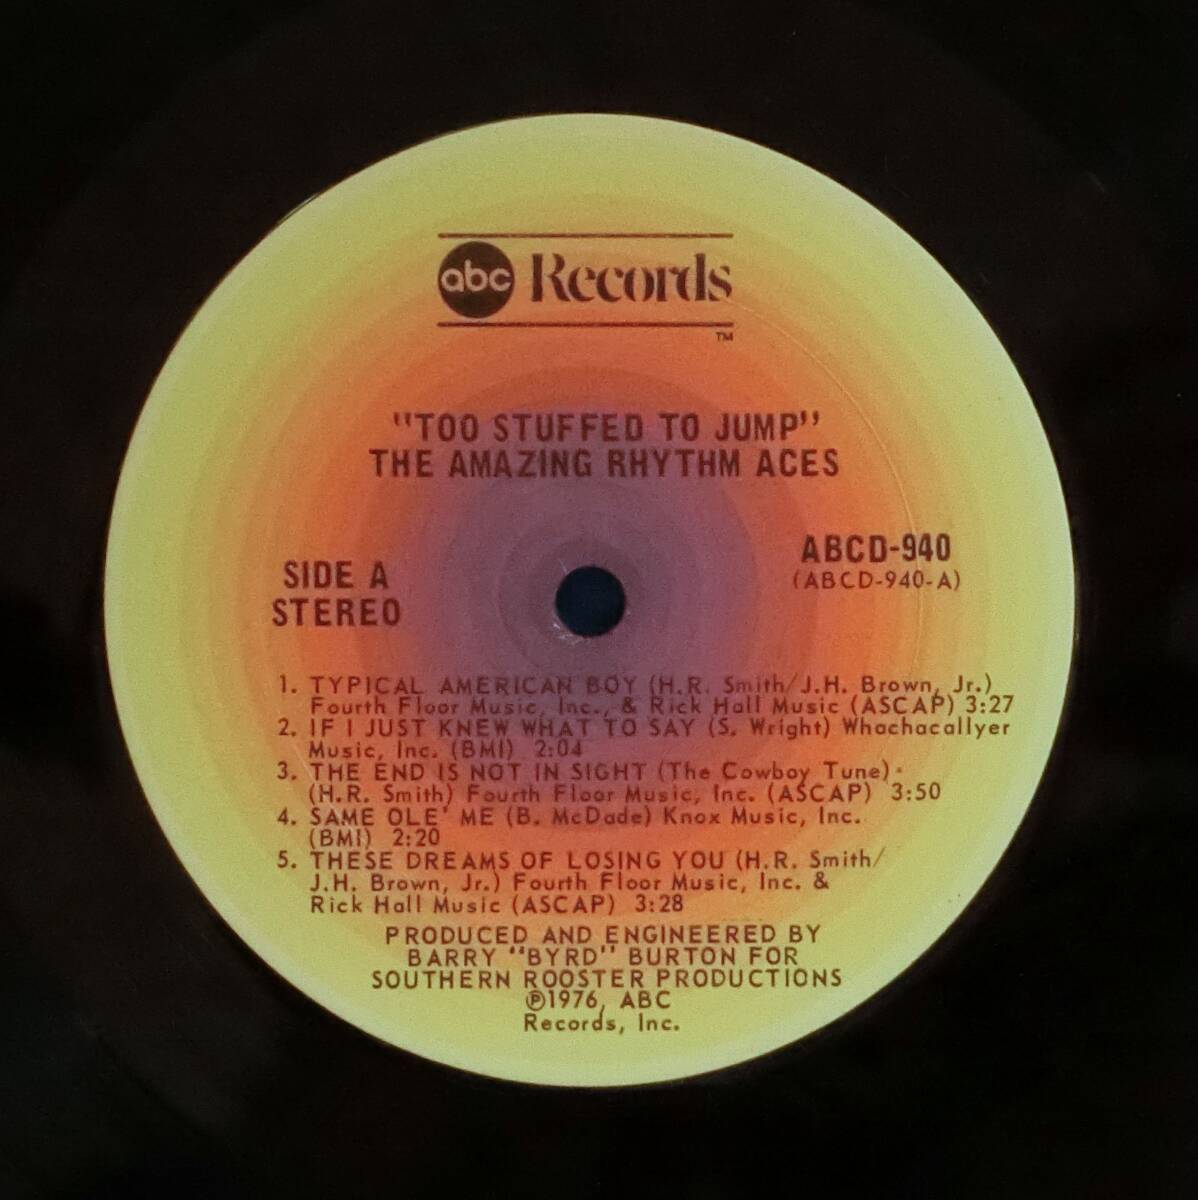 abc Records
™
"TOO STUFFED TO JUMP"
THE AMAZING RHYTHM ACES
SIDE A
STEREO
ABCD-940
(ABCD-940-A)
1. TYPICAL AMERICAN BOY (H.R. Smith/J.H. Brown, Jr.)
Fourth Floor Music, Inc., & Rick Hall Music (ASCAP) 3:27
2. IF I JUST KNEW WHAT TO SAY (S. Wright) Whachacallyer
Music, Inc. (BMI) 2:04
3. THE END IS NOT IN SIGHT (The Cowboy Tune)
(H.R. Smith) Fourth Floor Music, Inc. (ASCAP) 3:50
4. SAME OLE' ME (B. McDade) Knox Music, Inc.
(BMI) 2:20
5. THESE DREAMS OF LOSING YOU (H.R. Smith/
J.H. Brown, Jr.) Fourth Floor Music, Inc. &
Rick Hall Music (ASCAP) 3:28
PRODUCED AND ENGINEERED BY
BARRY "BYRD" BURTON FOR
SOUTHERN ROOSTER PRODUCTIONS
℗1976, ABC
Records, Inc.